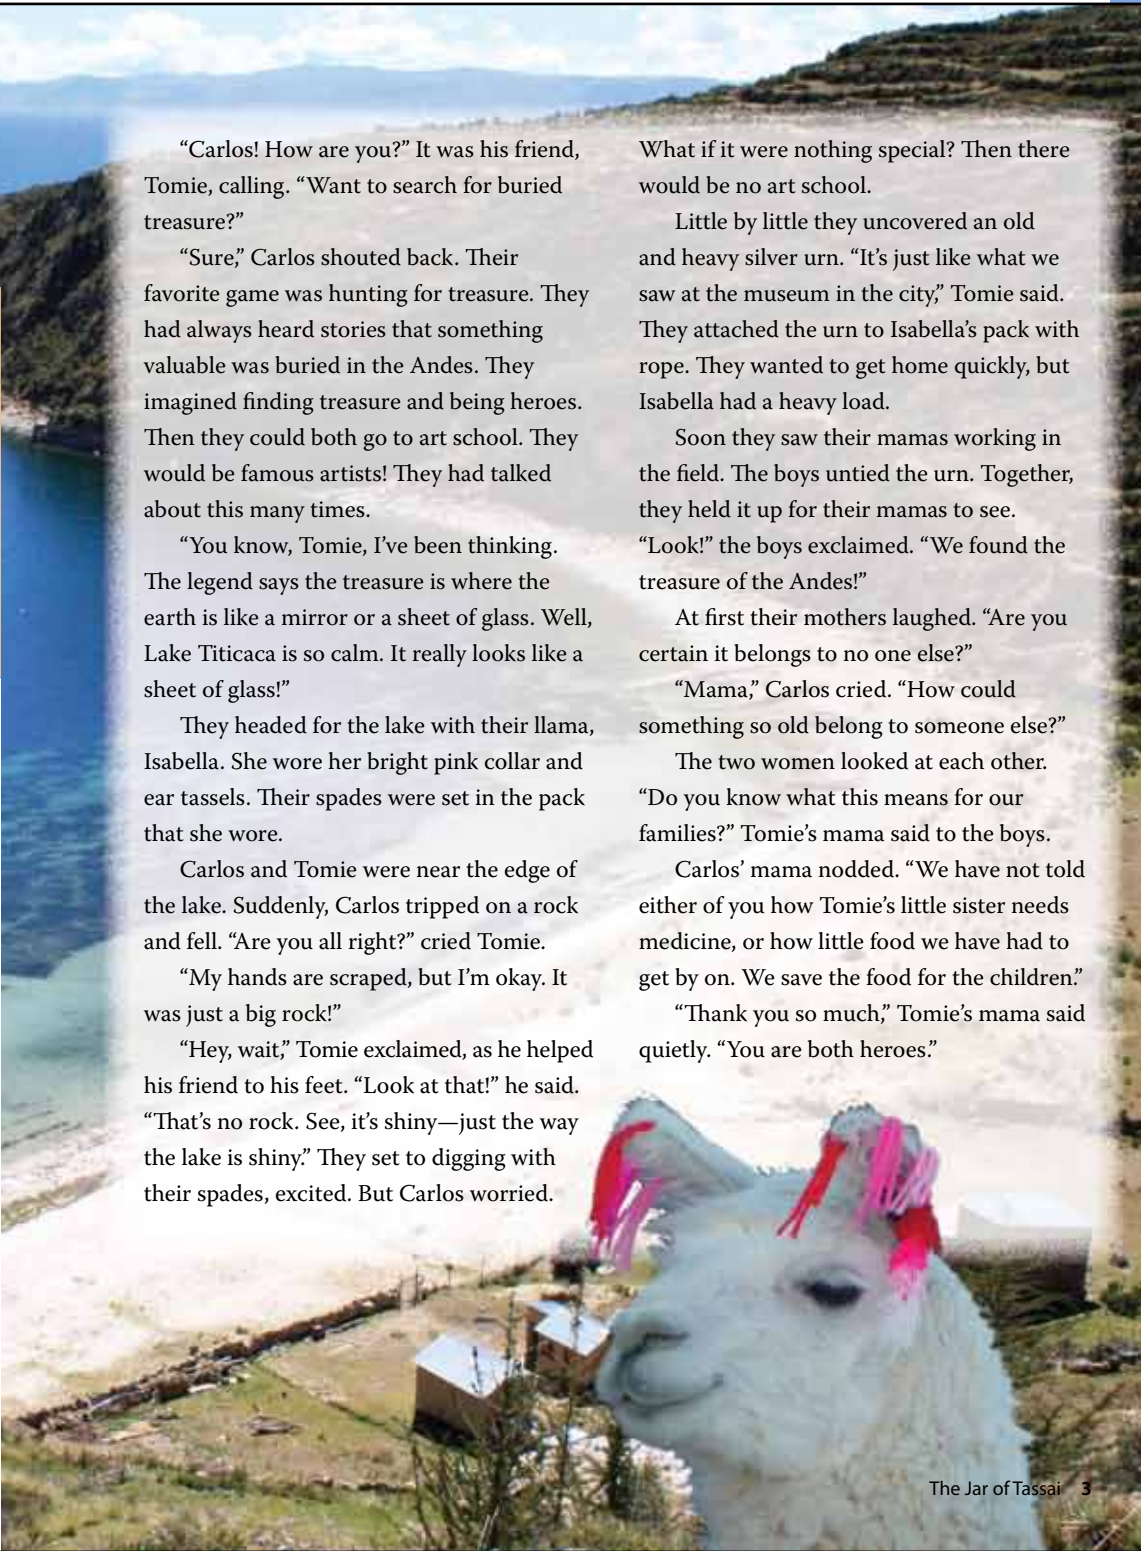 “Carlos! How are you?” It was his friend,
Tomie, calling. “Want to search for buried
treasure?”
“Sure,” Carlos shouted back. Their
favorite game was hunting for treasure. They
had always heard stories that something
valuable was buried in the Andes. They
imagined finding treasure and being heroes.
Then they could both go to art school. They
would be famous artists! They had talked
about this many times.
“You know, Tomie, I’ve been thinking.
The legend says the treasure is where the
earth is like a mirror or a sheet of glass. Well,
Lake Titicaca is so calm. It really looks like a
sheet of glass!”
They headed for the lake with their llama,
Isabella. She wore her bright pink collar and
ear tassels. Their spades were set in the pack
that she wore.
Carlos and Tomie were near the edge of
the lake. Suddenly, Carlos tripped on a rock
and fell. “Are you all right?” cried Tomie.
“My hands are scraped, but I’m okay. It
was just a big rock!”
“Hey, wait,” Tomie exclaimed, as he helped
his friend to his feet. “Look at that!” he said.
“That’s no rock. See, it’s shiny—just the way
the lake is shiny.” They set to digging with
their spades, excited. But Carlos worried.
What if it were nothing special? Then there
would be no art school.
Little by little they uncovered an old
and heavy silver urn. “It’s just like what we
saw at the museum in the city,” Tomie said.
They attached the urn to Isabella’s pack with
rope. They wanted to get home quickly, but
Isabella had a heavy load.
Soon they saw their mamas working in
the field. The boys untied the urn. Together,
they held it up for their mamas to see.
“Look!” the boys exclaimed. “We found the
treasure of the Andes!”
At first their mothers laughed. “Are you
certain it belongs to no one else?”
“Mama,” Carlos cried. “How could
something so old belong to someone else?”
The two women looked at each other.
“Do you know what this means for our
families?” Tomie’s mama said to the boys.
Carlos’ mama nodded. “We have not told
either of you how Tomie’s little sister needs
medicine, or how little food we have had to
get by on. We save the food for the children.”
“Thank you so much,” Tomie’s mama said
quietly. “You are both heroes.”
The Jar of Tassai 3